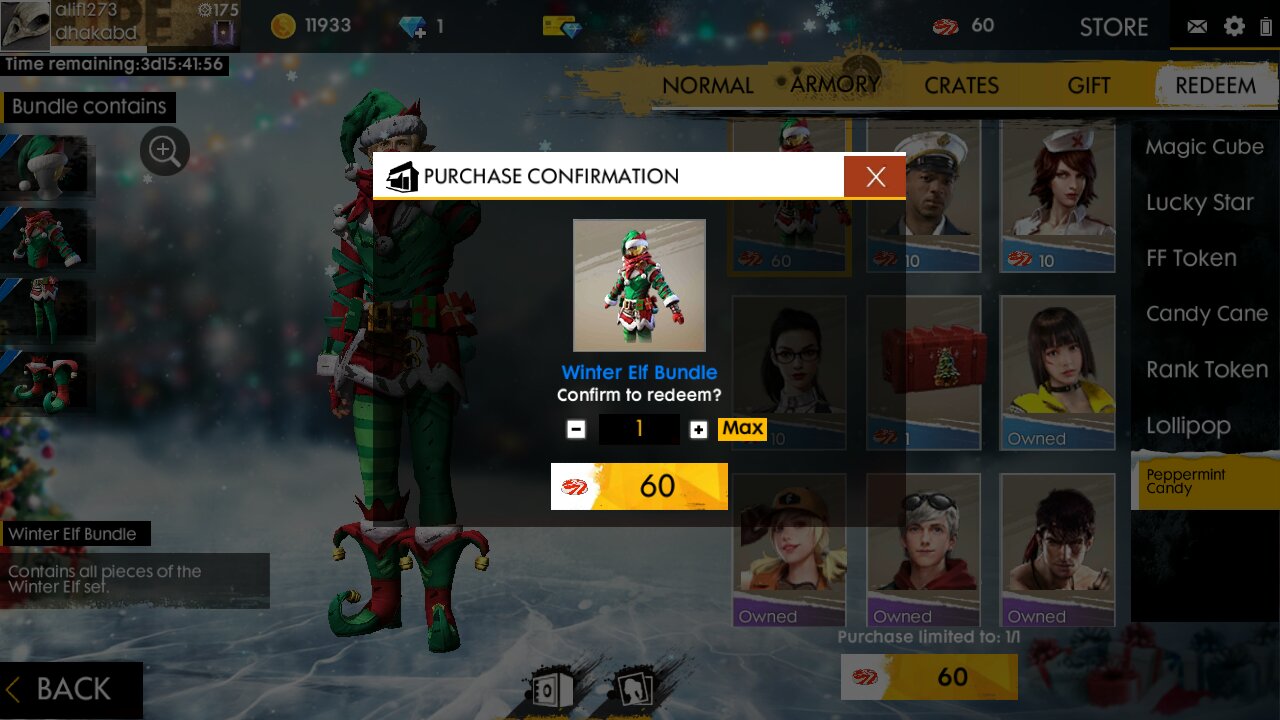 alifl273
175
dhakabd
11933
1
60
STORE
Time remaining:3d15:41:56
NORMAL
ARMORY
CRATES
GIFT
REDEEM
Bundle contains
PURCHASE CONFIRMATION
X
Winter Elf Bundle
Confirm to redeem?
- 1 + Max
60
60
10
10
10
1
Owned
Owned
Owned
Owned
Magic Cube
Lucky Star
FF Token
Candy Cane
Rank Token
Lollipop
Peppermint
Candy
Winter Elf Bundle
Contains all pieces of the
Winter Elf set.
Purchase limited to: 1/1
60
BACK